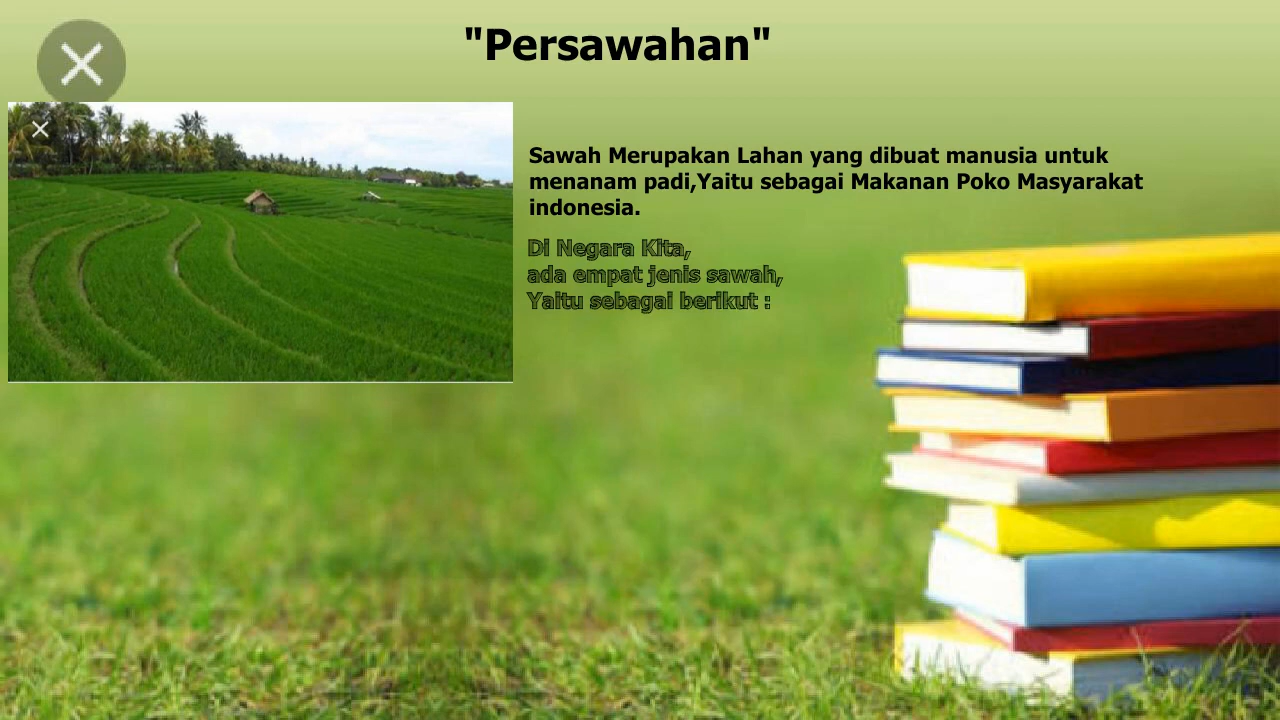 "Persawahan"
Sawah Merupakan Lahan yang dibuat manusia untuk
menanam padi,Yaitu sebagai Makanan Poko Masyarakat
indonesia.
Di Negara Kita,
ada empat jenis sawah,
Yaitu sebagai berikut :